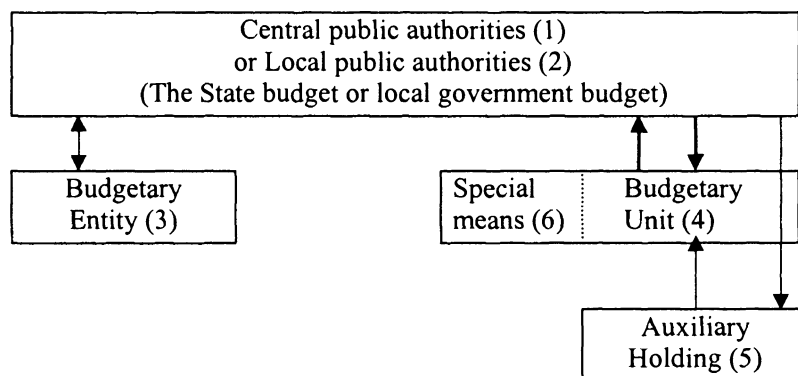 Central public authorities (1)
or Local public authorities (2)
(The State budget or local government budget)
Budgetary
Entity (3)
Special
means (6)
Budgetary
Unit (4)
Auxiliary
Holding (5)